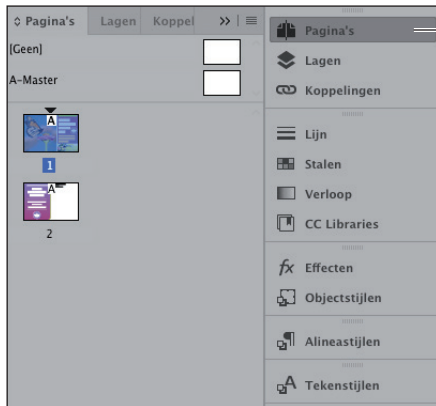 Pagina's Lagen Koppel
[Geen]
A-Master
A
1
A
2
Pagina's
Lagen
Koppelingen
Lijn
Stalen
Verloop
CC Libraries
fx Effecten
Objectstijlen
Alineastijlen
A Tekenstijlen